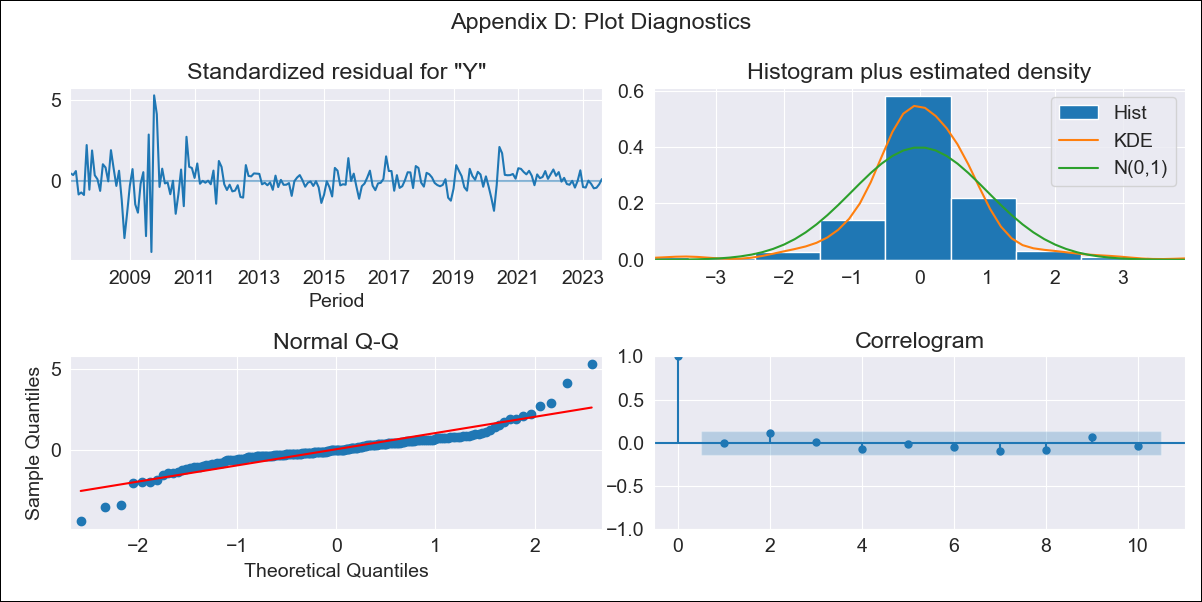 Appendix D: Plot Diagnostics
Standardized residual for "Y"
5
0
2009 2011 2013 2015 2017 2019 2021 2023
Period
Histogram plus estimated density
0.6
0.4
0.2
0.0
Hist
KDE
N(0,1)
−3 −2 −1 0 1 2 3
Normal Q-Q
Sample Quantiles
5
0
−2 −1 0 1 2
Theoretical Quantiles
Correlogram
1.0
0.5
0.0
−0.5
−1.0
0 2 4 6 8 10